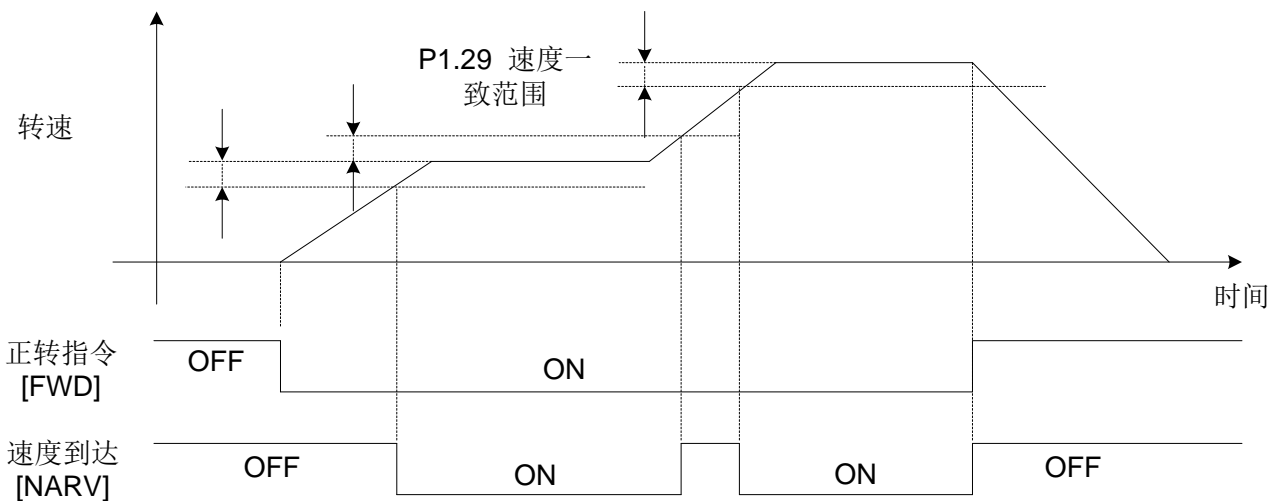 P1.29 速度一
致范围
转速
时间
正转指令
[FWD]
OFF
ON
速度到达
[NARV]
OFF
ON
ON
OFF